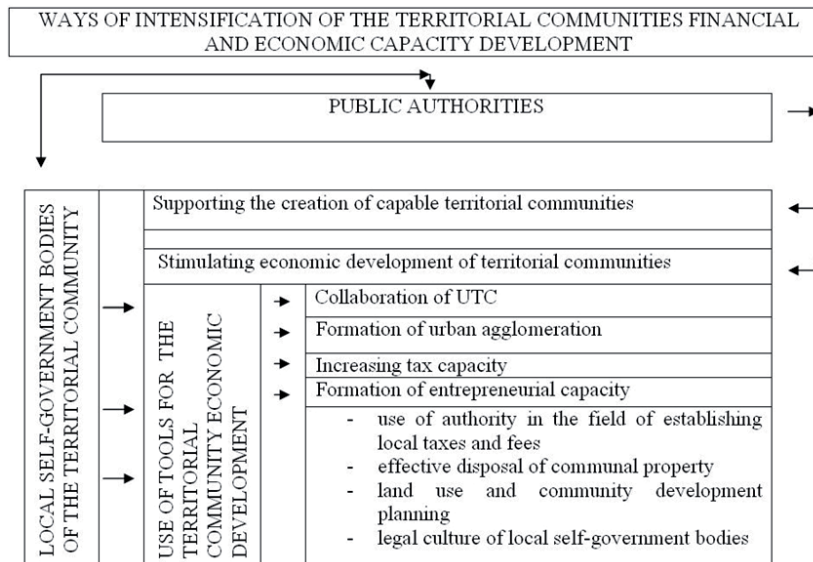 WAYS OF INTENSIFICATION OF THE TERRITORIAL COMMUNITIES FINANCIAL
AND ECONOMIC CAPACITY DEVELOPMENT
PUBLIC AUTHORITIES
LOCAL SELF-GOVERNMENT BODIES
OF THE TERRITORIAL COMMUNITY
Supporting the creation of capable territorial communities
Stimulating economic development of territorial communities
USE OF TOOLS FOR THE
TERRITORIAL
COMMUNITY ECONOMIC
DEVELOPMENT
Collaboration of UTC
Formation of urban agglomeration
Increasing tax capacity
Formation of entrepreneurial capacity
- use of authority in the field of establishing
local taxes and fees
- effective disposal of communal property
- land use and community development
planning
- legal culture of local self-government bodies